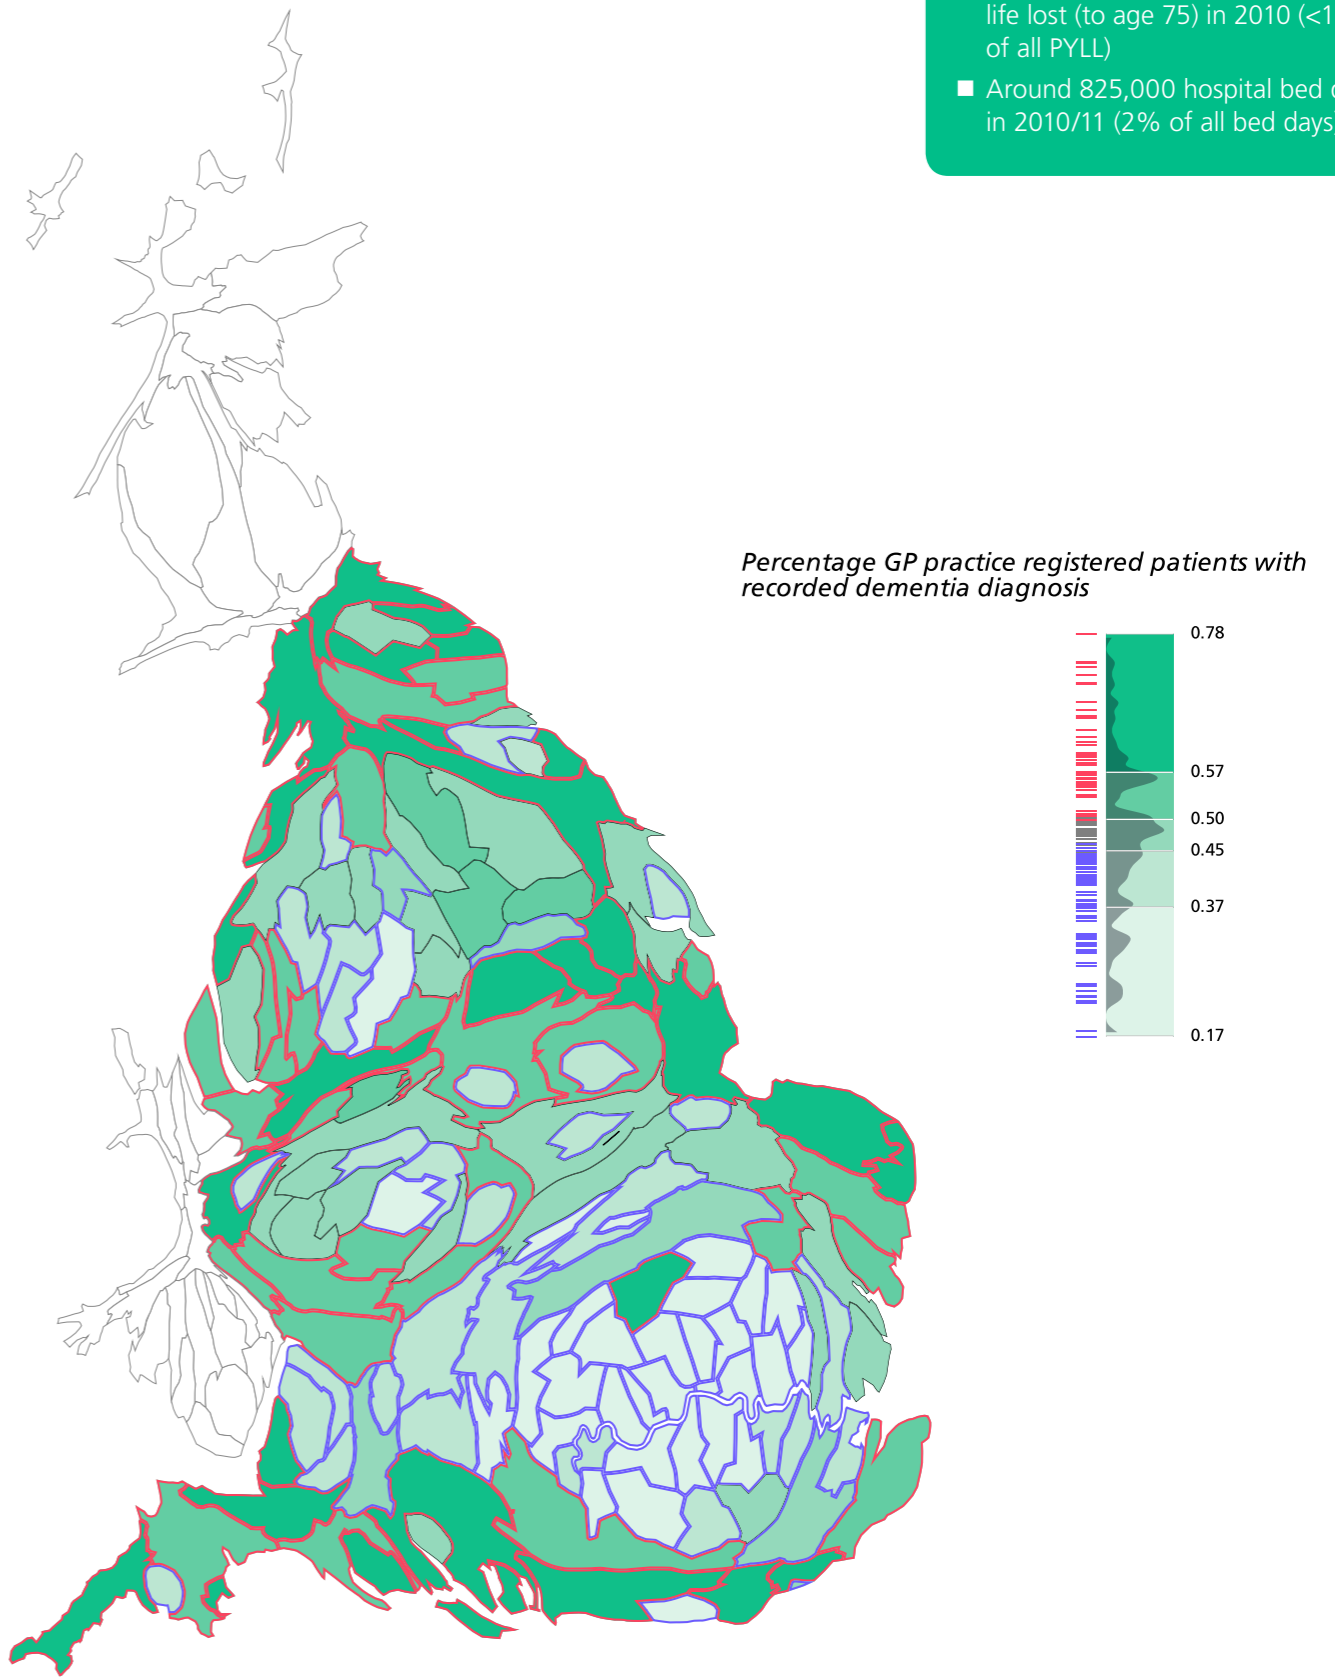 life lost (to age 75) in 2010 (<1
of all PYLL)
■ Around 825,000 hospital bed
in 2010/11 (2% of all bed days
Percentage GP practice registered patients with
recorded dementia diagnosis
0.78
0.57
0.50
0.45
0.37
0.17